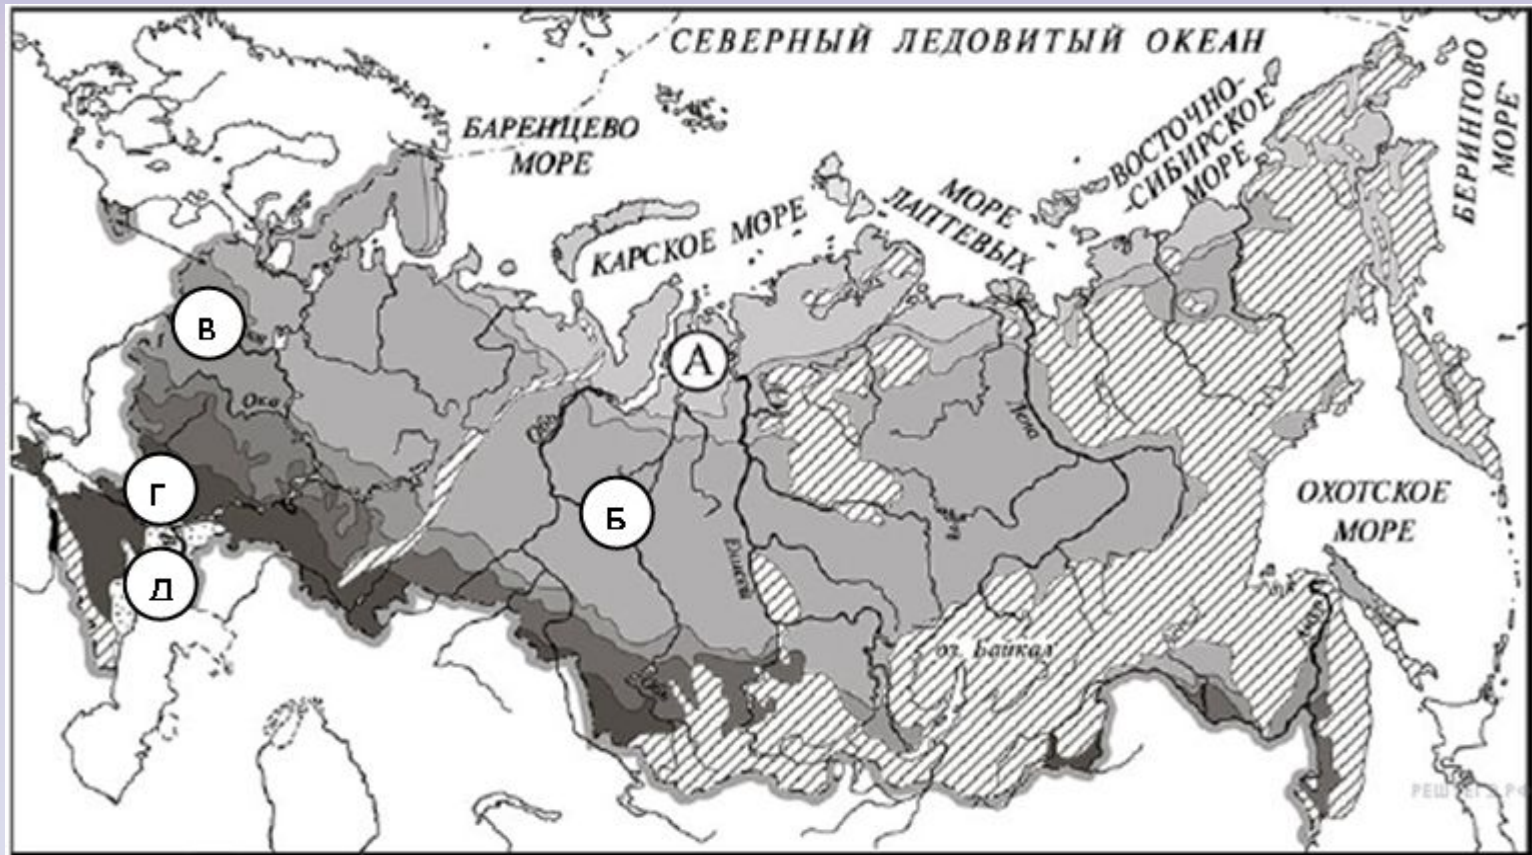 СЕВЕРНЫЙ ЛЕДОВИТЫЙ ОКЕАН
БАРЕНЦЕВО
МОРЕ
КАРСКОЕ МОРЕ
МОРЕ
ЛАПТЕВЫХ
ВОСТОЧНО-
-СИБИРСКОЕ
МОРЕ
БЕРИНГОВО
МОРЕ
В
А
Ока
Обь
Лена
Г
Б
ОХОТСКОЕ
МОРЕ
Д
Енисей
оз. Байкал
Амур